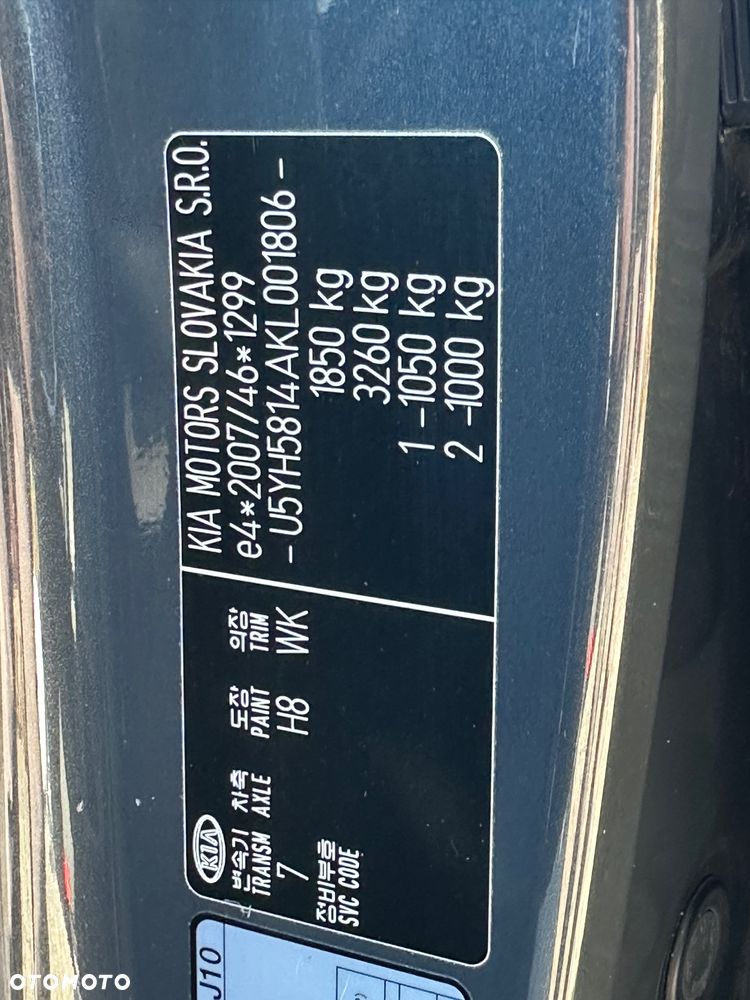 KIA MOTORS SLOVAKIA S.R.O.
e4*2007/46*1299
- U5YH5814AKL001806 -
1850 kg
3260 kg
1 -1050 kg
2 -1000 kg
KIA
변속기 차축 도장 의장
TRANSM AXLE PAINT TRIM
7 H8 WK
정비부호
SVC CODE
J10
OTOMOTO